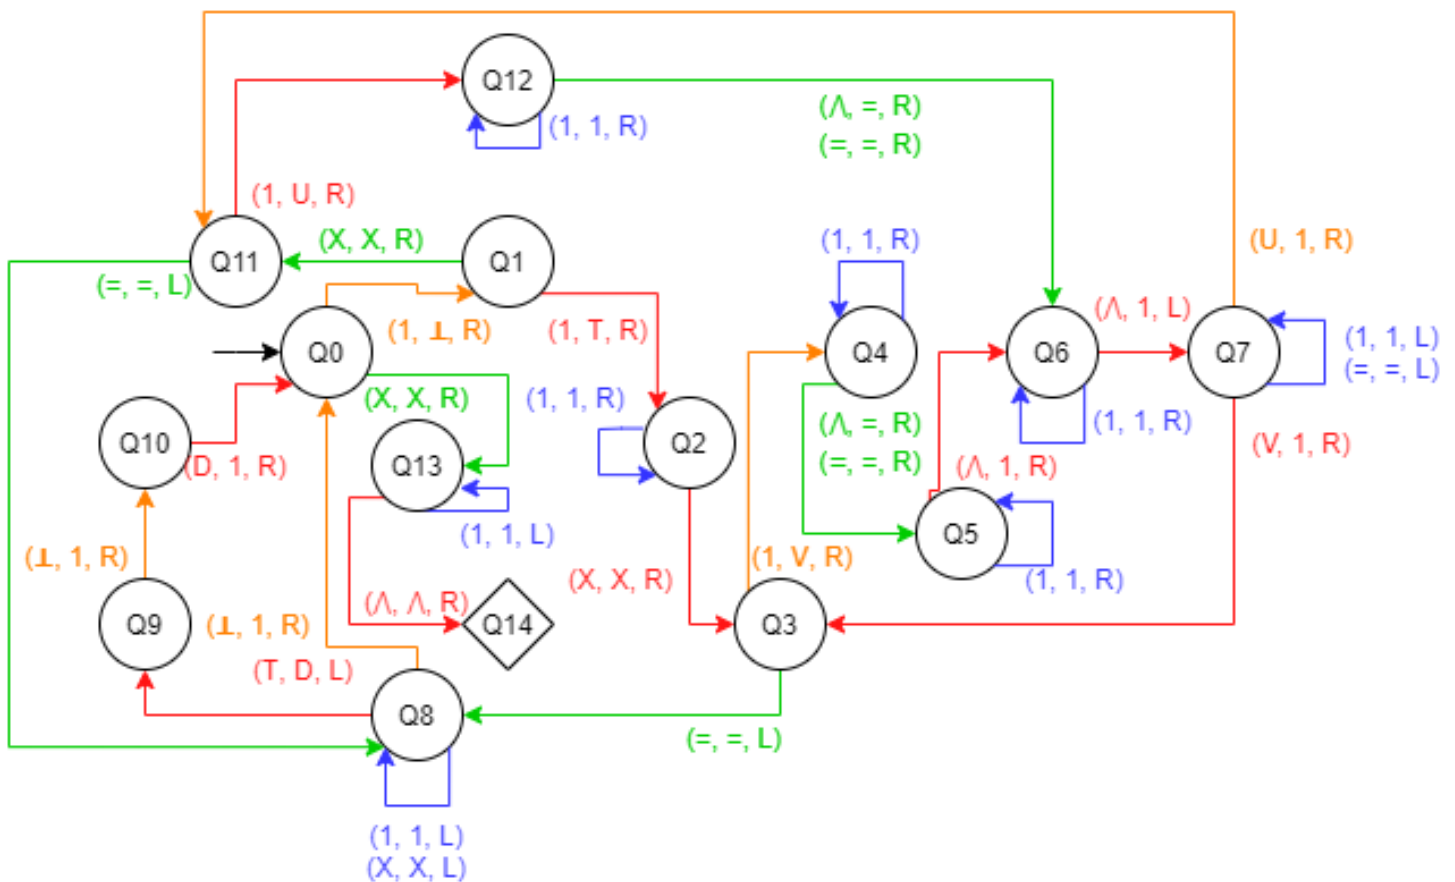 Q12
(Λ, =, R)
(=, =, R)
(1, 1, R)
(1, U, R)
(X, X, R)
Q11
Q1
(=, =, L)
(1, 1, R)
(U, 1, R)
(1, ⊥, R)
(1, T, R)
(Λ, 1, L)
Q0
Q4
Q6
Q7
(1, 1, L)
(=, =, L)
(X, X, R)
(1, 1, R)
(Λ, =, R)
(=, =, R)
(1, 1, R)
Q10
(D, 1, R)
Q13
Q2
(V, 1, R)
(Λ, 1, R)
(1, 1, L)
Q5
(⊥, 1, R)
(1, V, R)
(X, X, R)
(1, 1, R)
(Λ, Λ, R)
Q9
(⊥, 1, R)
Q14
Q3
(T, D, L)
Q8
(=, =, L)
(1, 1, L)
(X, X, L)